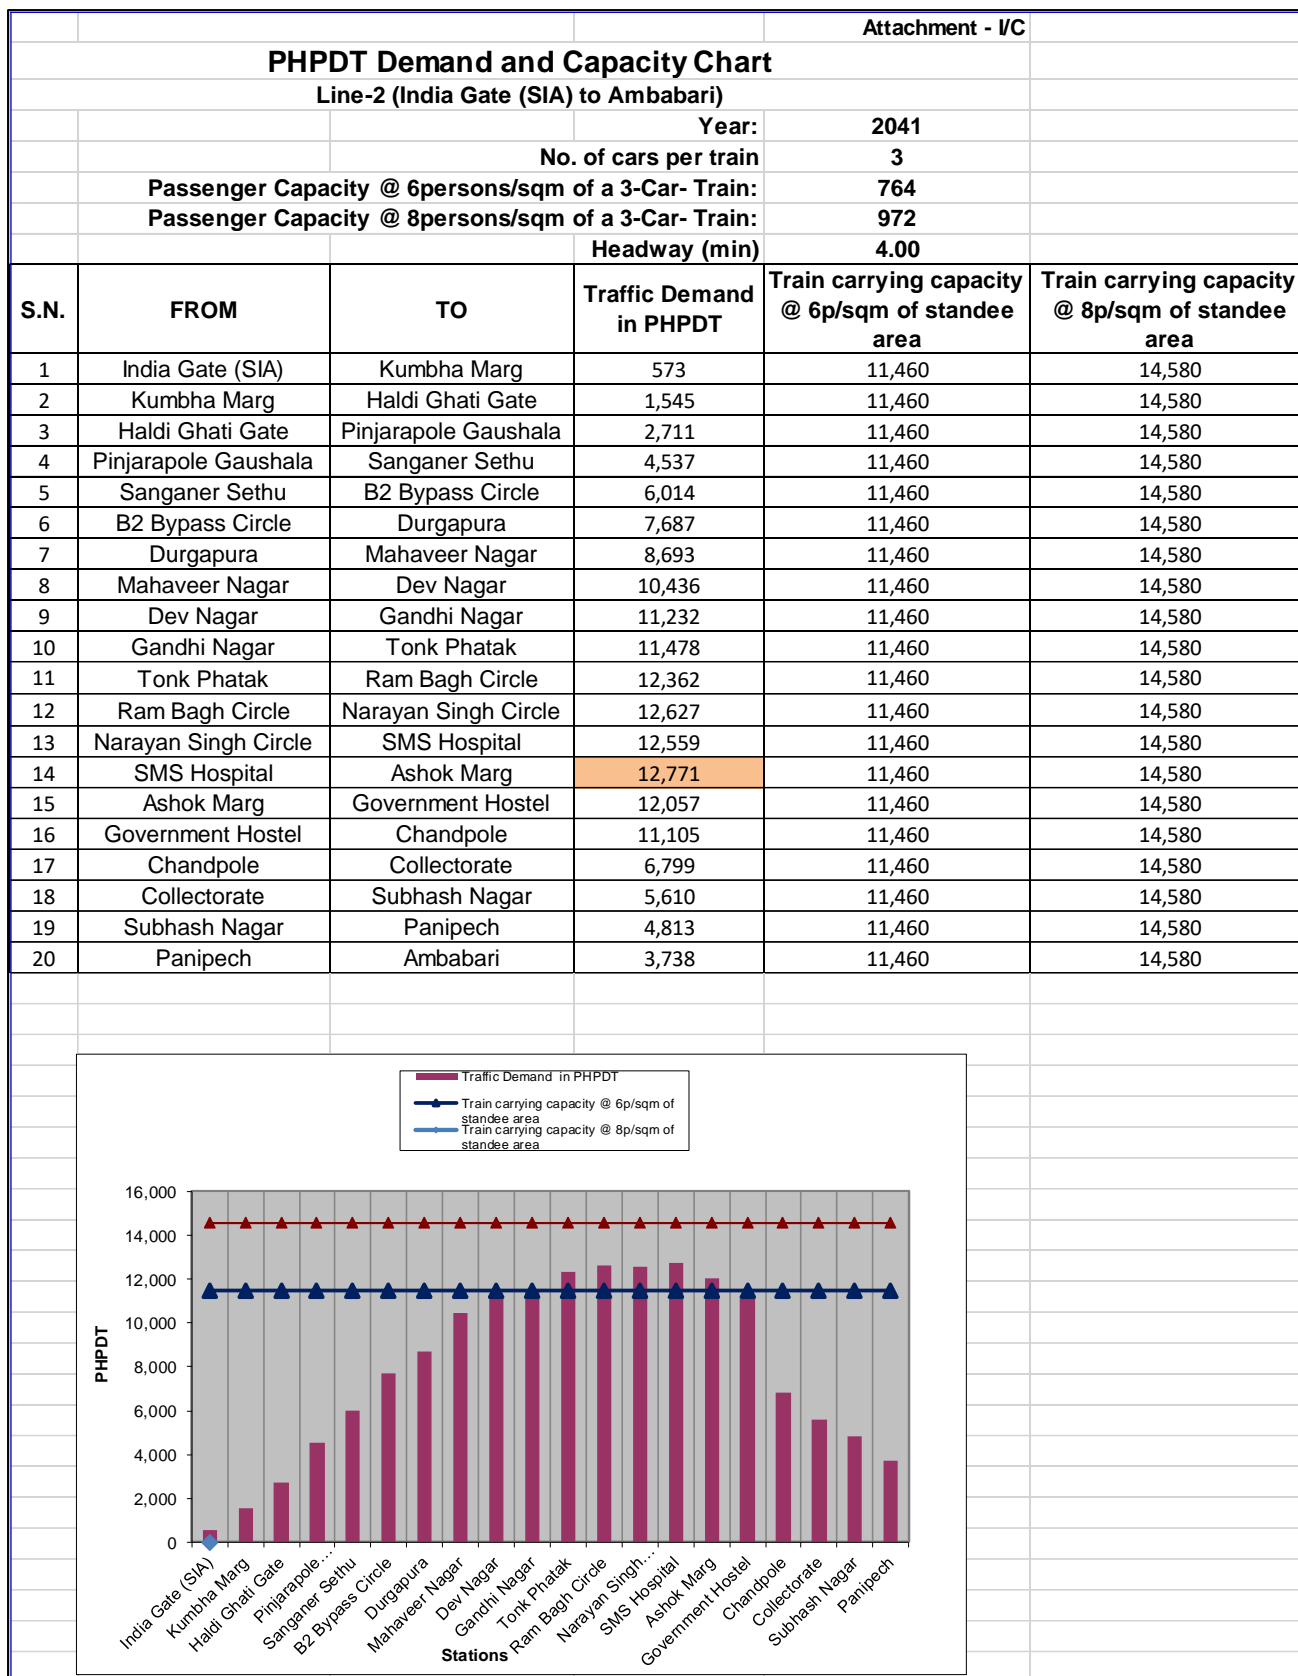 Attachment - I/C
PHPDT Demand and Capacity Chart
Line-2 (India Gate (SIA) to Ambabari)
Year: 2041
No. of cars per train 3
Passenger Capacity @ 6persons/sqm of a 3-Car- Train: 764
Passenger Capacity @ 8persons/sqm of a 3-Car- Train: 972
Headway (min) 4.00
S.N. FROM TO Traffic Demand in PHPDT Train carrying capacity @ 6p/sqm of standee area Train carrying capacity @ 8p/sqm of standee area
1 India Gate (SIA) Kumbha Marg 573 11,460 14,580
2 Kumbha Marg Haldi Ghati Gate 1,545 11,460 14,580
3 Haldi Ghati Gate Pinjarapole Gaushala 2,711 11,460 14,580
4 Pinjarapole Gaushala Sanganer Sethu 4,537 11,460 14,580
5 Sanganer Sethu B2 Bypass Circle 6,014 11,460 14,580
6 B2 Bypass Circle Durgapura 7,687 11,460 14,580
7 Durgapura Mahaveer Nagar 8,693 11,460 14,580
8 Mahaveer Nagar Dev Nagar 10,436 11,460 14,580
9 Dev Nagar Gandhi Nagar 11,232 11,460 14,580
10 Gandhi Nagar Tonk Phatak 11,478 11,460 14,580
11 Tonk Phatak Ram Bagh Circle 12,362 11,460 14,580
12 Ram Bagh Circle Narayan Singh Circle 12,627 11,460 14,580
13 Narayan Singh Circle SMS Hospital 12,559 11,460 14,580
14 SMS Hospital Ashok Marg 12,771 11,460 14,580
15 Ashok Marg Government Hostel 12,057 11,460 14,580
16 Government Hostel Chandpole 11,105 11,460 14,580
17 Chandpole Collectorate 6,799 11,460 14,580
18 Collectorate Subhash Nagar 5,610 11,460 14,580
19 Subhash Nagar Panipech 4,813 11,460 14,580
20 Panipech Ambabari 3,738 11,460 14,580
Traffic Demand in PHPDT
Train carrying capacity @ 6p/sqm of
standee area
Train carrying capacity @ 8p/sqm of
standee area
16,000
14,000
12,000
10,000
8,000
6,000
4,000
2,000
0
PHPDT
India Gate (SIA)
Kumbha Marg
Haldi Ghati Gate
Pinjarapole…
Sanganer Sethu
B2 Bypass Circle
Durgapura
Mahaveer Nagar
Dev Nagar
Gandhi Nagar
Tonk Phatak
Ram Bagh Circle
Narayan Singh…
SMS Hospital
Ashok Marg
Government Hostel
Chandpole
Collectorate
Subhash Nagar
Panipech
Stations